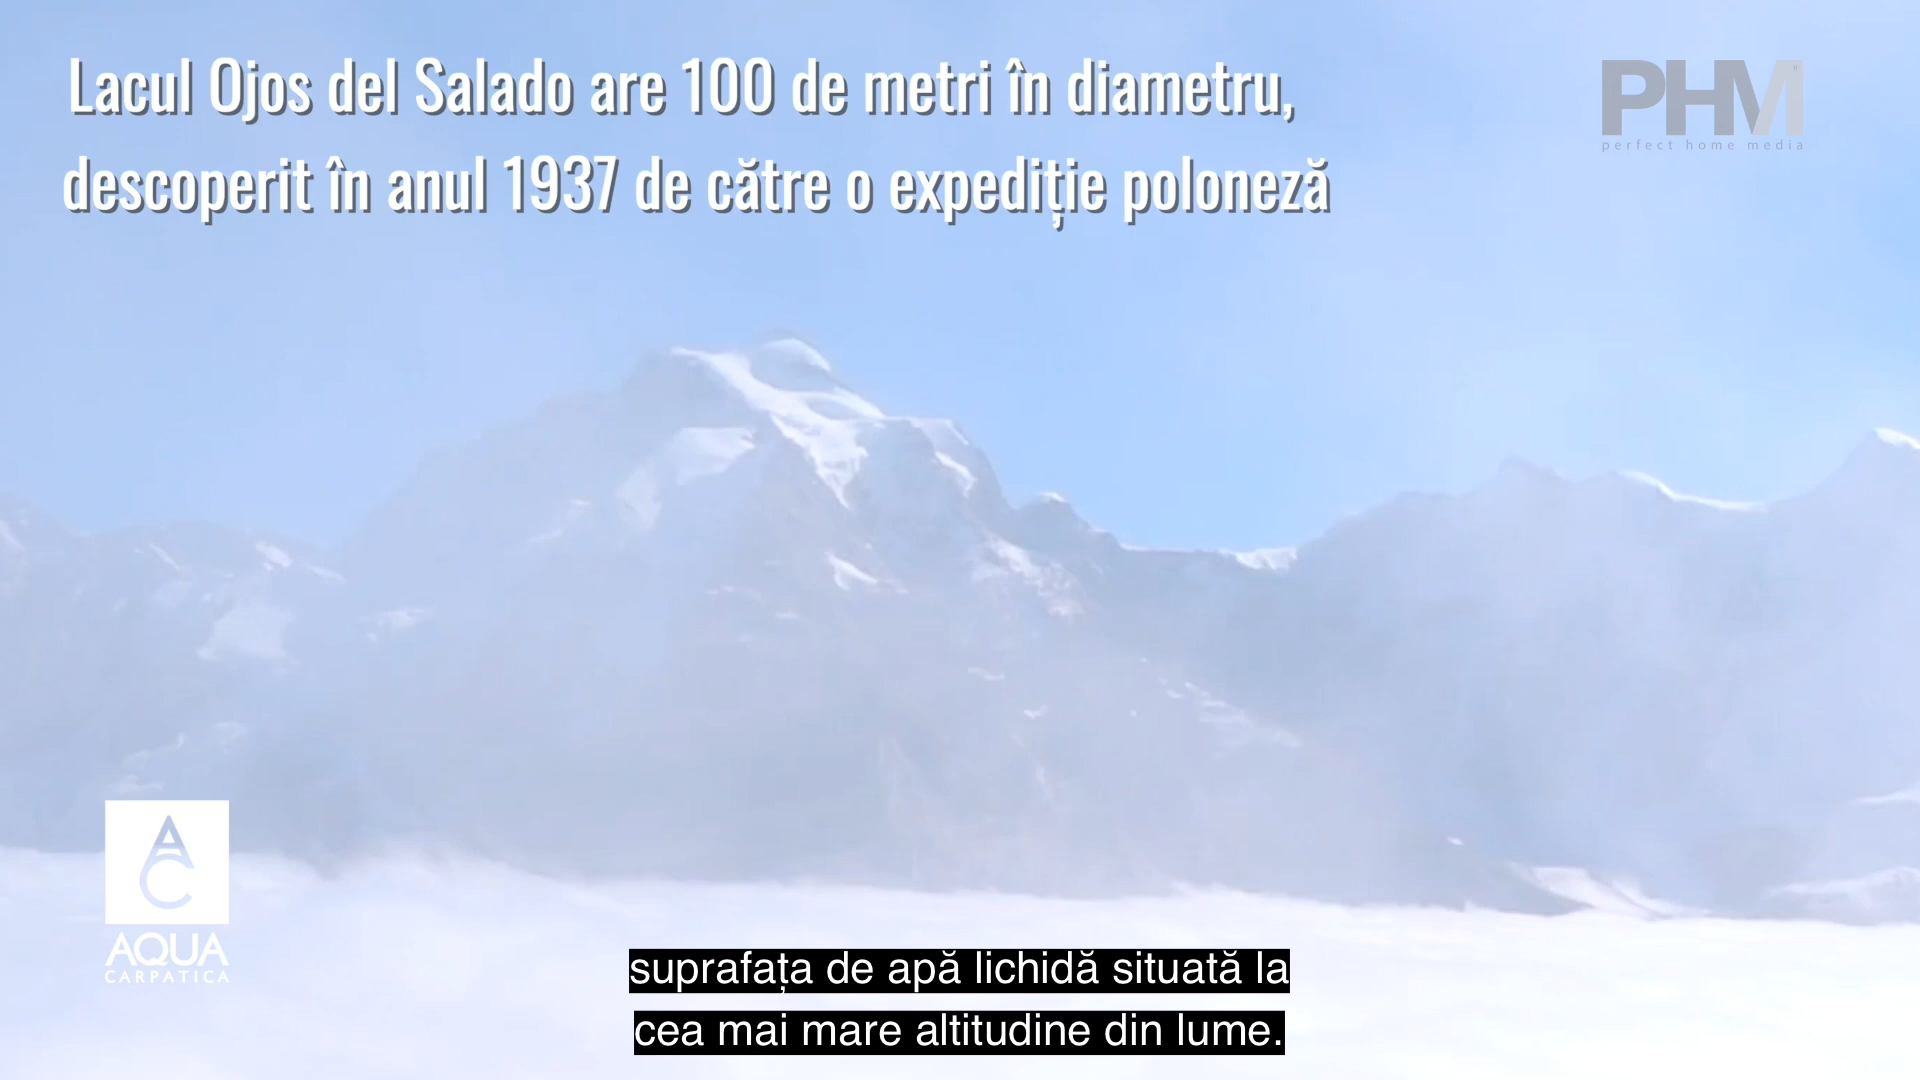 Lacul Ojos del Salado are 100 de metri în diametru,
descoperit în anul 1937 de către o expediție poloneză
PHM
perfect home media
AC
AQUA
CARPATICA
suprafața de apă lichidă situată la
cea mai mare altitudine din lume.